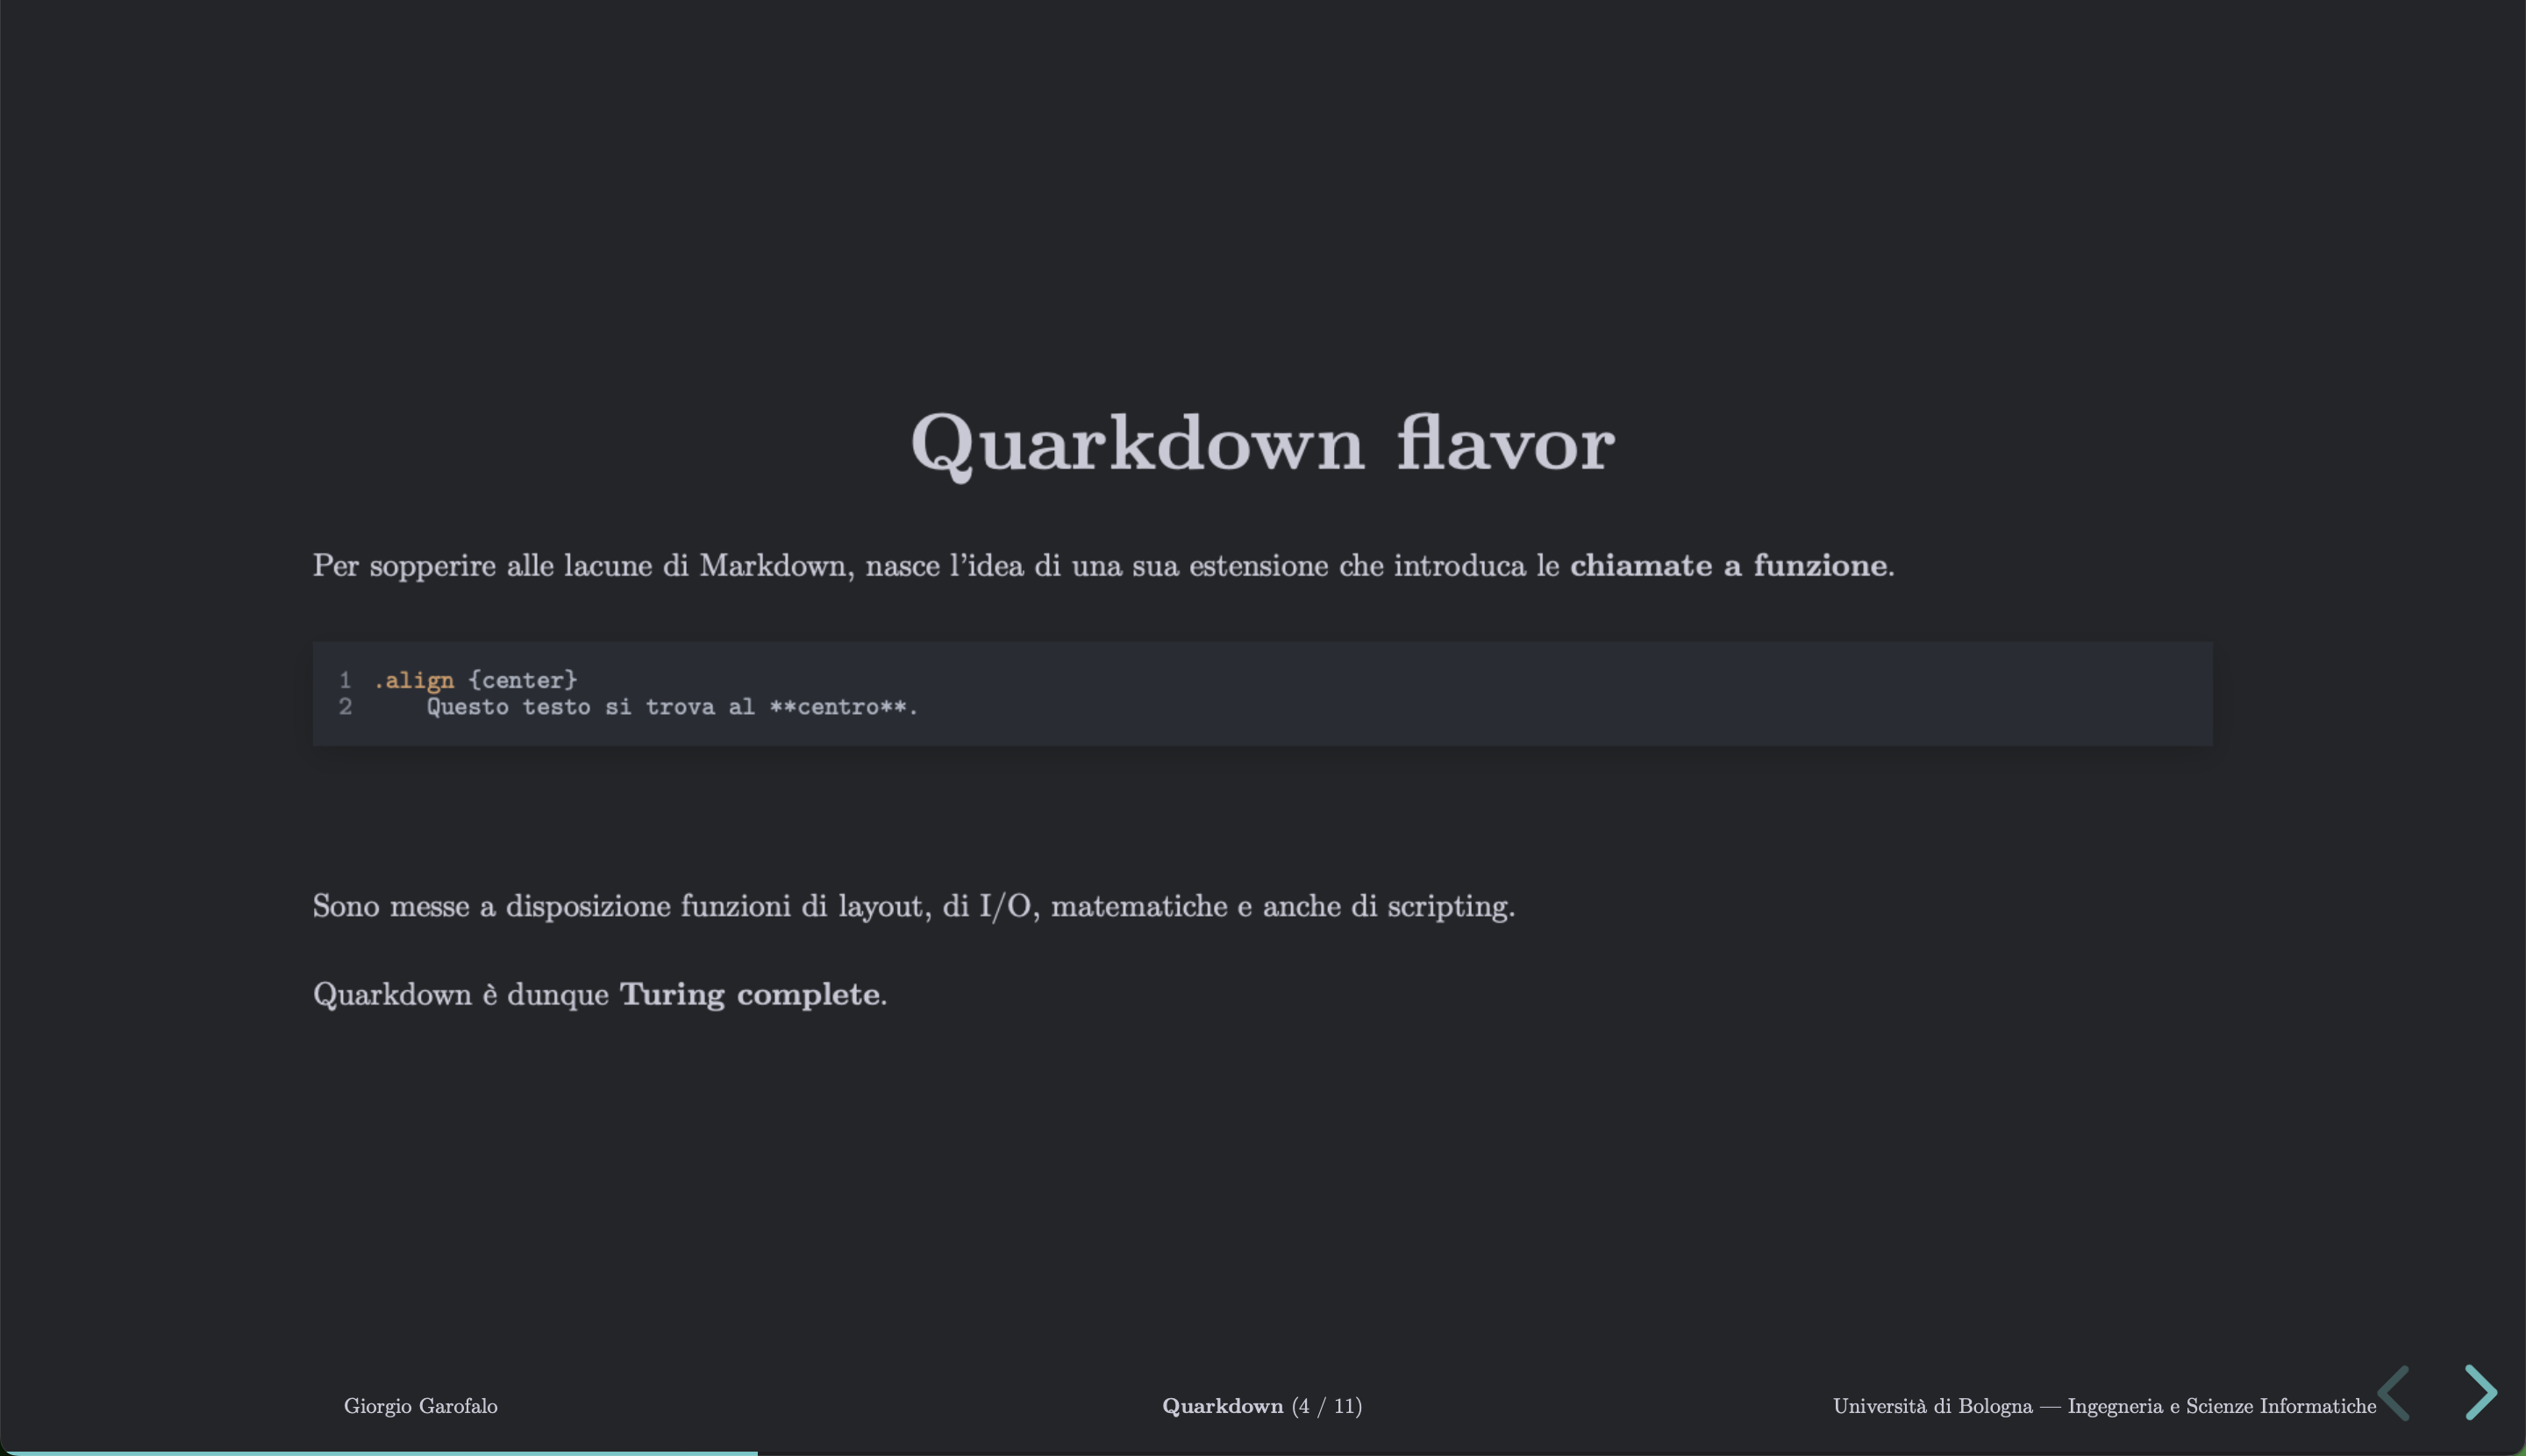 Quarkdown flavor
Per sopperire alle lacune di Markdown, nasce l'idea di una sua estensione che introduca le chiamate a funzione.
1 .align {center}
2     Questo testo si trova al **centro**.
Sono messe a disposizione funzioni di layout, di I/O, matematiche e anche di scripting.
Quarkdown è dunque Turing complete.
Giorgio Garofalo
Quarkdown (4 / 11)
Università di Bologna — Ingegneria e Scienze Informatiche